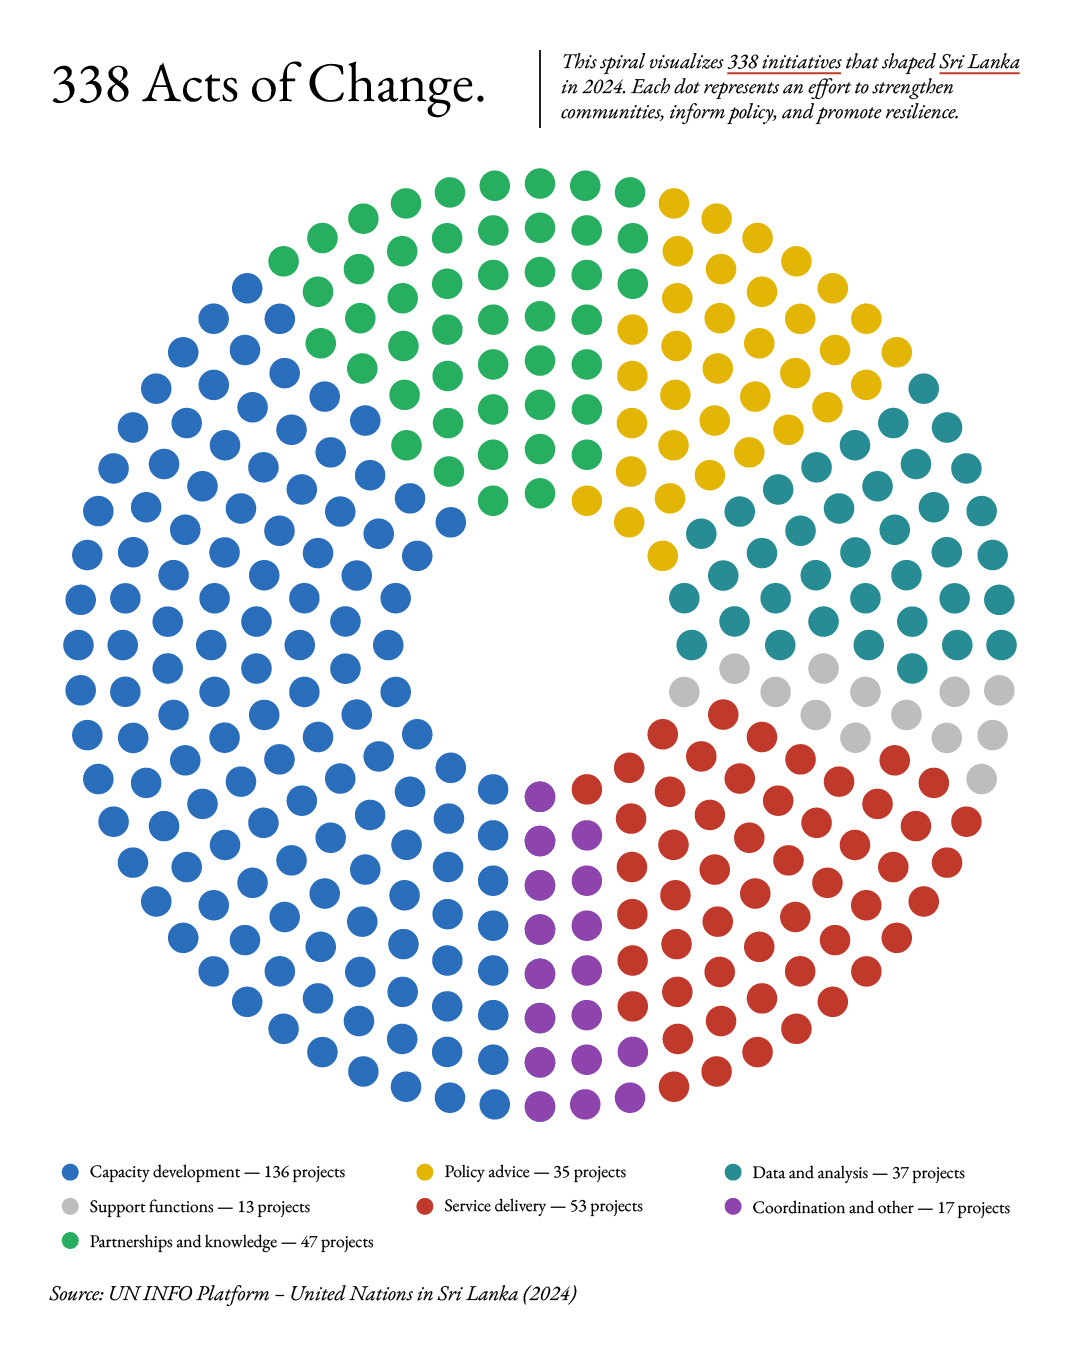 338 Acts of Change.
This spiral visualizes 338 initiatives that shaped Sri Lanka
in 2024. Each dot represents an effort to strengthen
communities, inform policy, and promote resilience.
Capacity development — 136 projects
Policy advice — 35 projects
Data and analysis — 37 projects
Support functions — 13 projects
Service delivery — 53 projects
Coordination and other — 17 projects
Partnerships and knowledge — 47 projects
Source: UN INFO Platform – United Nations in Sri Lanka (2024)